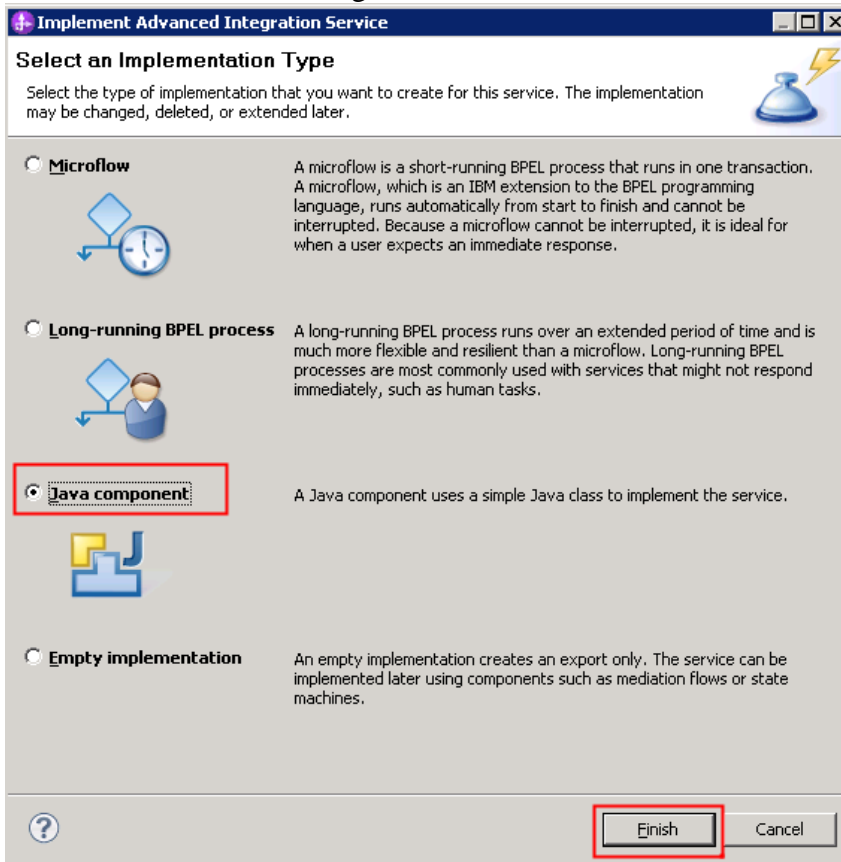 Implement Advanced Integration Service
Select an Implementation Type
Select the type of implementation that you want to create for this service. The implementation
may be changed, deleted, or extended later.
Microflow
A microflow is a short-running BPEL process that runs in one transaction.
A microflow, which is an IBM extension to the BPEL programming
language, runs automatically from start to finish and cannot be
interrupted. Because a microflow cannot be interrupted, it is ideal for
when a user expects an immediate response.
Long-running BPEL process
A long-running BPEL process runs over an extended period of time and is
much more flexible and resilient than a microflow. Long-running BPEL
processes are most commonly used with services that might not respond
immediately, such as human tasks.
Java component
A Java component uses a simple Java class to implement the service.
Empty implementation
An empty implementation creates an export only. The service can be
implemented later using components such as mediation flows or state
machines.
Finish
Cancel